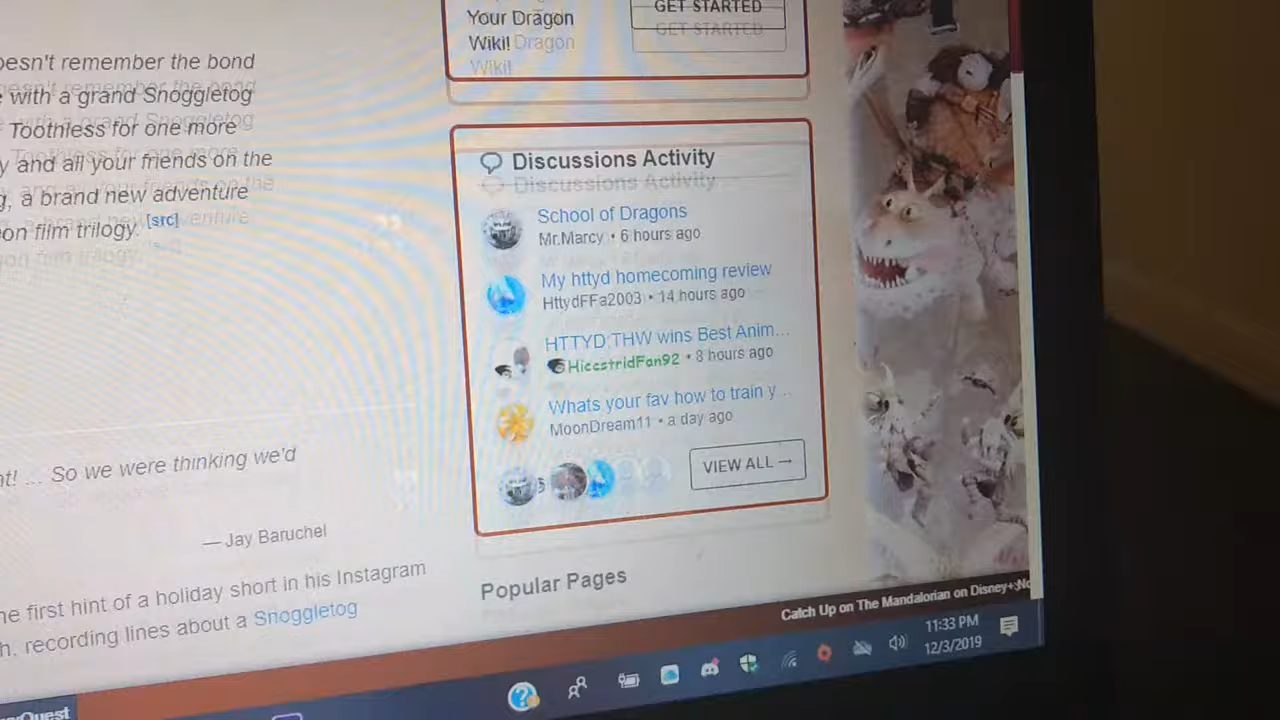 Your Dragon
Wiki!
GET STARTED
esn't remember the bond
with a grand Snoggletog
Toothless for one more
y and all your friends on the
g, a brand new adventure
on film trilogy. [src]
Discussions Activity
School of Dragons
Mr.Marcy • 6 hours ago
My httyd homecoming review
HttydFFa2003 • 14 hours ago
HTTYD THW wins Best Anim...
HiccstridFan92 • 8 hours ago
Whats your fav how to train y...
MoonDream11 • a day ago
VIEW ALL →
t! ... So we were thinking we'd
— Jay Baruchel
he first hint of a holiday short in his Instagram
h, recording lines about a Snoggletog
Popular Pages
Catch Up on The Mandalorian on Disney+
11:33 PM
12/3/2019
Quest